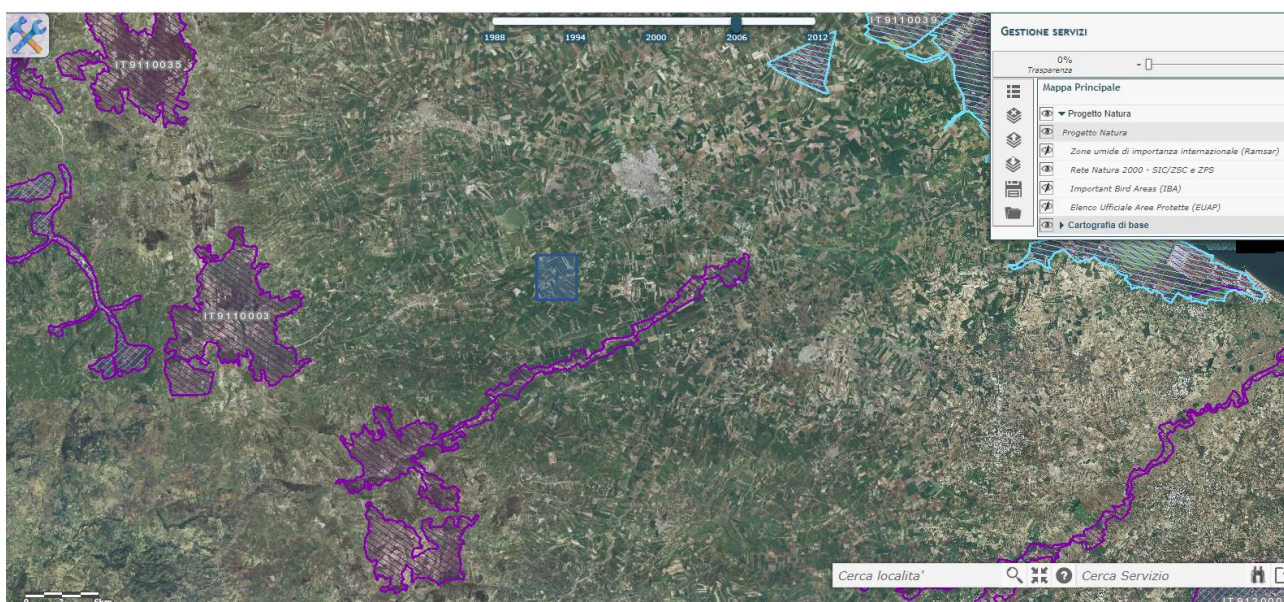 IT9110039
IT9110035
1988 1994 2000 2006 2012
GESTIONE SERVIZI
0%
Trasparenza
-
Mappa Principale
Progetto Natura
Progetto Natura
Zone umide di importanza internazionale (Ramsar)
Rete Natura 2000 - SIC/ZSC e ZPS
Important Bird Areas (IBA)
Elenco Ufficiale Aree Protette (EUAP)
Cartografia di base
IT9110003
Cerca localita'
?
Cerca Servizio